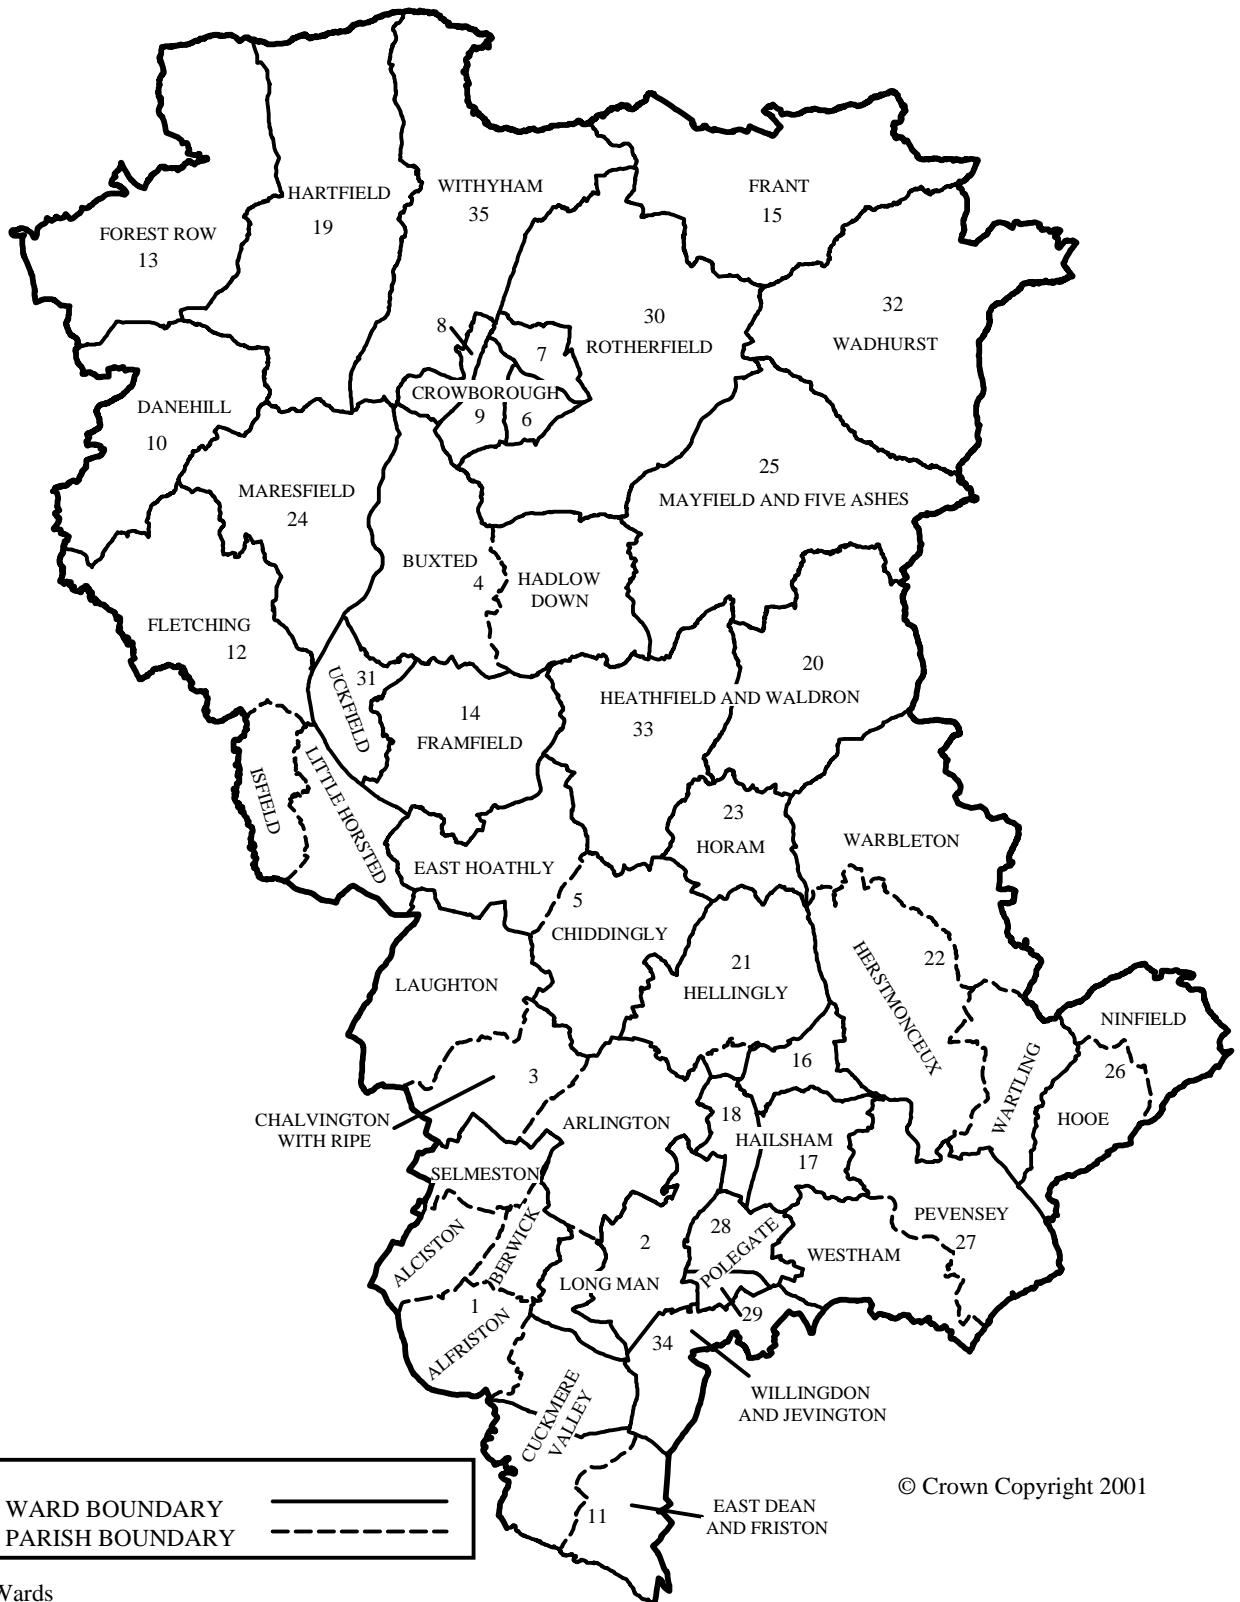 WITHYHAM
35
FRANT
15
HARTFIELD
19
FOREST ROW
13
32
WADHURST
30
ROTHERFIELD
8
7
CROWBOROUGH
9
6
DANEHILL
10
25
MAYFIELD AND FIVE ASHES
MARESFIELD
24
BUXTED
4
HADLOW
DOWN
FLETCHING
12
31
UCKFIELD
20
HEATHFIELD AND WALDRON
33
14
FRAMFIELD
ISFIELD
LITTLE HORSTED
23
HORAM
WARBLETON
EAST HOATHLY
5
CHIDDINGLY
22
HERSTMONCEUX
21
HELLINGLY
LAUGHTON
NINFIELD
26
HOOE
WARTLING
16
3
CHALVINGTON
WITH RIPE
ARLINGTON
18
HAILSHAM
17
SELMESTON
ALCISTON
BERWICK
PEVENSEY
27
WESTHAM
28
POLEGATE
2
LONG MAN
1
ALFRISTON
29
34
WILLINGDON
AND JEVINGTON
CUCKMERE
VALLEY
11
EAST DEAN
AND FRISTON
© Crown Copyright 2001
WARD BOUNDARY
PARISH BOUNDARY
Wards